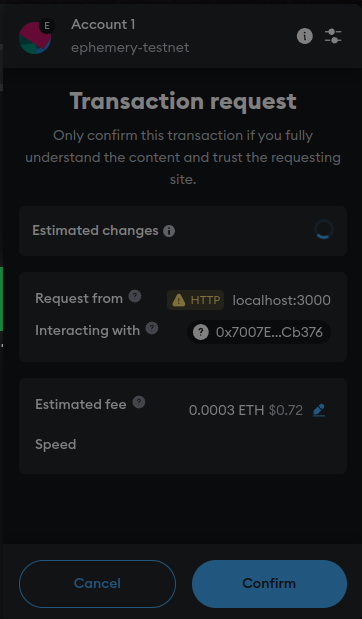 E
Account 1
ephemery-testnet
Transaction request
Only confirm this transaction if you fully
understand the content and trust the requesting
site.
Estimated changes
Request from ? HTTP localhost:3000
Interacting with ? ? 0x7007E...Cb376
Estimated fee ? 0.0003 ETH $0.72
Speed
Cancel Confirm